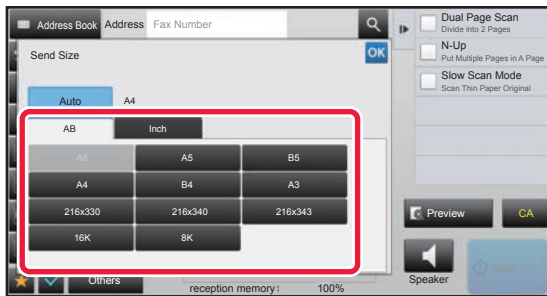 Address Book Address Fax Number
Send Size
OK
Auto A4
AB Inch
A6 A5 B5
A4 B4 A3
216x330 216x340 216x343
16K 8K
Others
reception memory: 100%
Dual Page Scan
Divide into 2 Pages
N-Up
Put Multiple Pages in A Page
Slow Scan Mode
Scan Thin Paper Original
Preview CA
Speaker Start